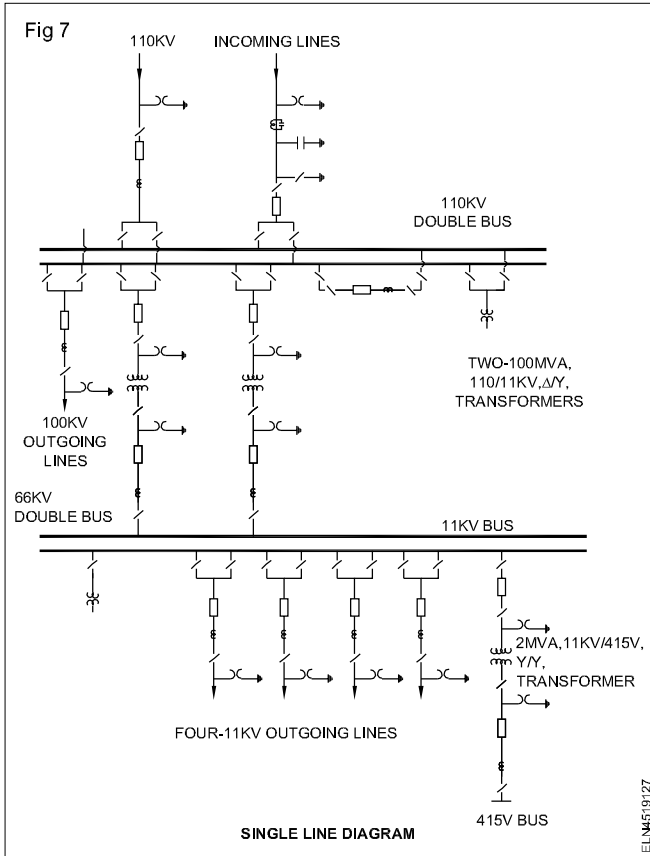 Fig 7
110KV
INCOMING LINES
110KV
DOUBLE BUS
TWO-100MVA,
110/11KV,Δ/Y,
TRANSFORMERS
100KV
OUTGOING
LINES
66KV
DOUBLE BUS
11KV BUS
2MVA,11KV/415V,
Y/Y,
TRANSFORMER
FOUR-11KV OUTGOING LINES
415V BUS
SINGLE LINE DIAGRAM
ELN4519127